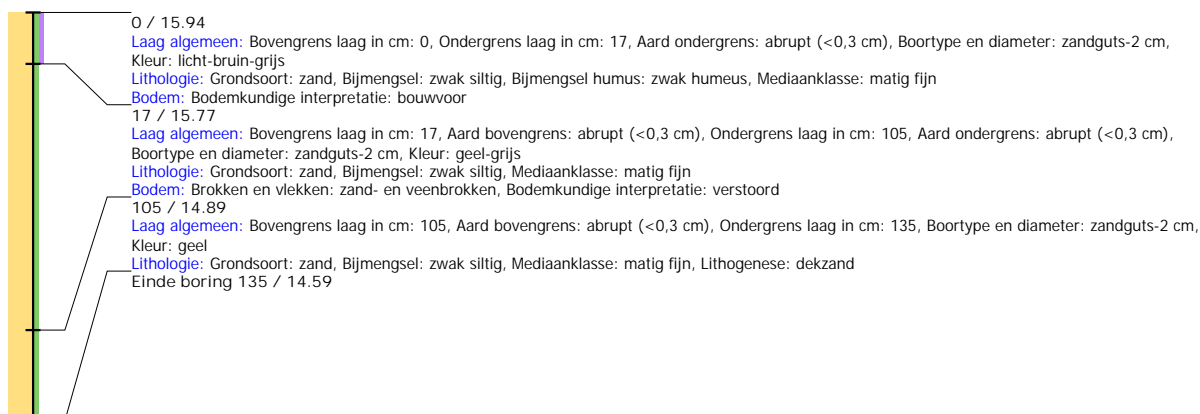 0 / 15.94
Laag algemeen: Bovengrens laag in cm: 0, Ondergrens laag in cm: 17, Aard ondergrens: abrupt (<0,3 cm), Boortype en diameter: zandguts-2 cm,
Kleur: licht-bruin-grijs
Lithologie: Grondsoort: zand, Bijmengsel: zwak siltig, Bijmengsel humus: zwak humeus, Mediaanklasse: matig fijn
Bodem: Bodemkundige interpretatie: bouwvoor
17 / 15.77
Laag algemeen: Bovengrens laag in cm: 17, Aard bovengrens: abrupt (<0,3 cm), Ondergrens laag in cm: 105, Aard ondergrens: abrupt (<0,3 cm),
Boortype en diameter: zandguts-2 cm, Kleur: geel-grijs
Lithologie: Grondsoort: zand, Bijmengsel: zwak siltig, Mediaanklasse: matig fijn
Bodem: Brokken en vlekken: zand- en veenbrokken, Bodemkundige interpretatie: verstoord
105 / 14.89
Laag algemeen: Bovengrens laag in cm: 105, Aard bovengrens: abrupt (<0,3 cm), Ondergrens laag in cm: 135, Boortype en diameter: zandguts-2 cm,
Kleur: geel
Lithologie: Grondsoort: zand, Bijmengsel: zwak siltig, Mediaanklasse: matig fijn, Lithogenese: dekzand
Einde boring 135 / 14.59